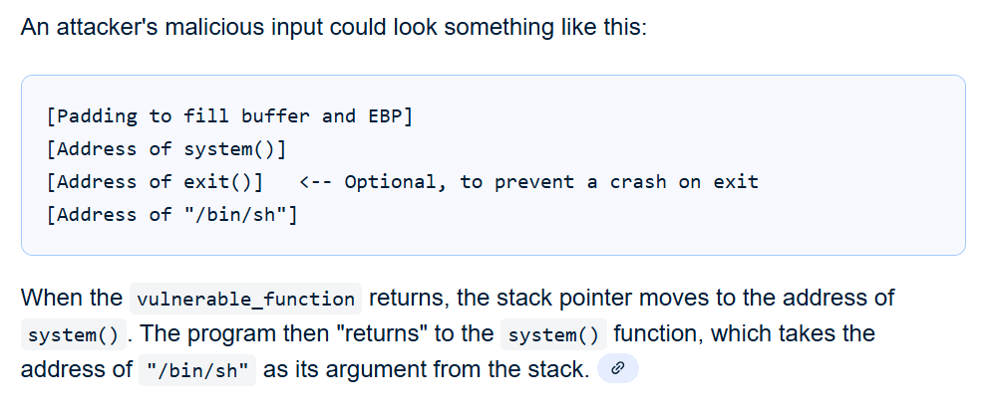 An attacker's malicious input could look something like this:
[Padding to fill buffer and EBP]
[Address of system()]
[Address of exit()]   <-- Optional, to prevent a crash on exit
[Address of "/bin/sh"]
When the vulnerable_function returns, the stack pointer moves to the address of
system() . The program then "returns" to the system() function, which takes the
address of "/bin/sh" as its argument from the stack.